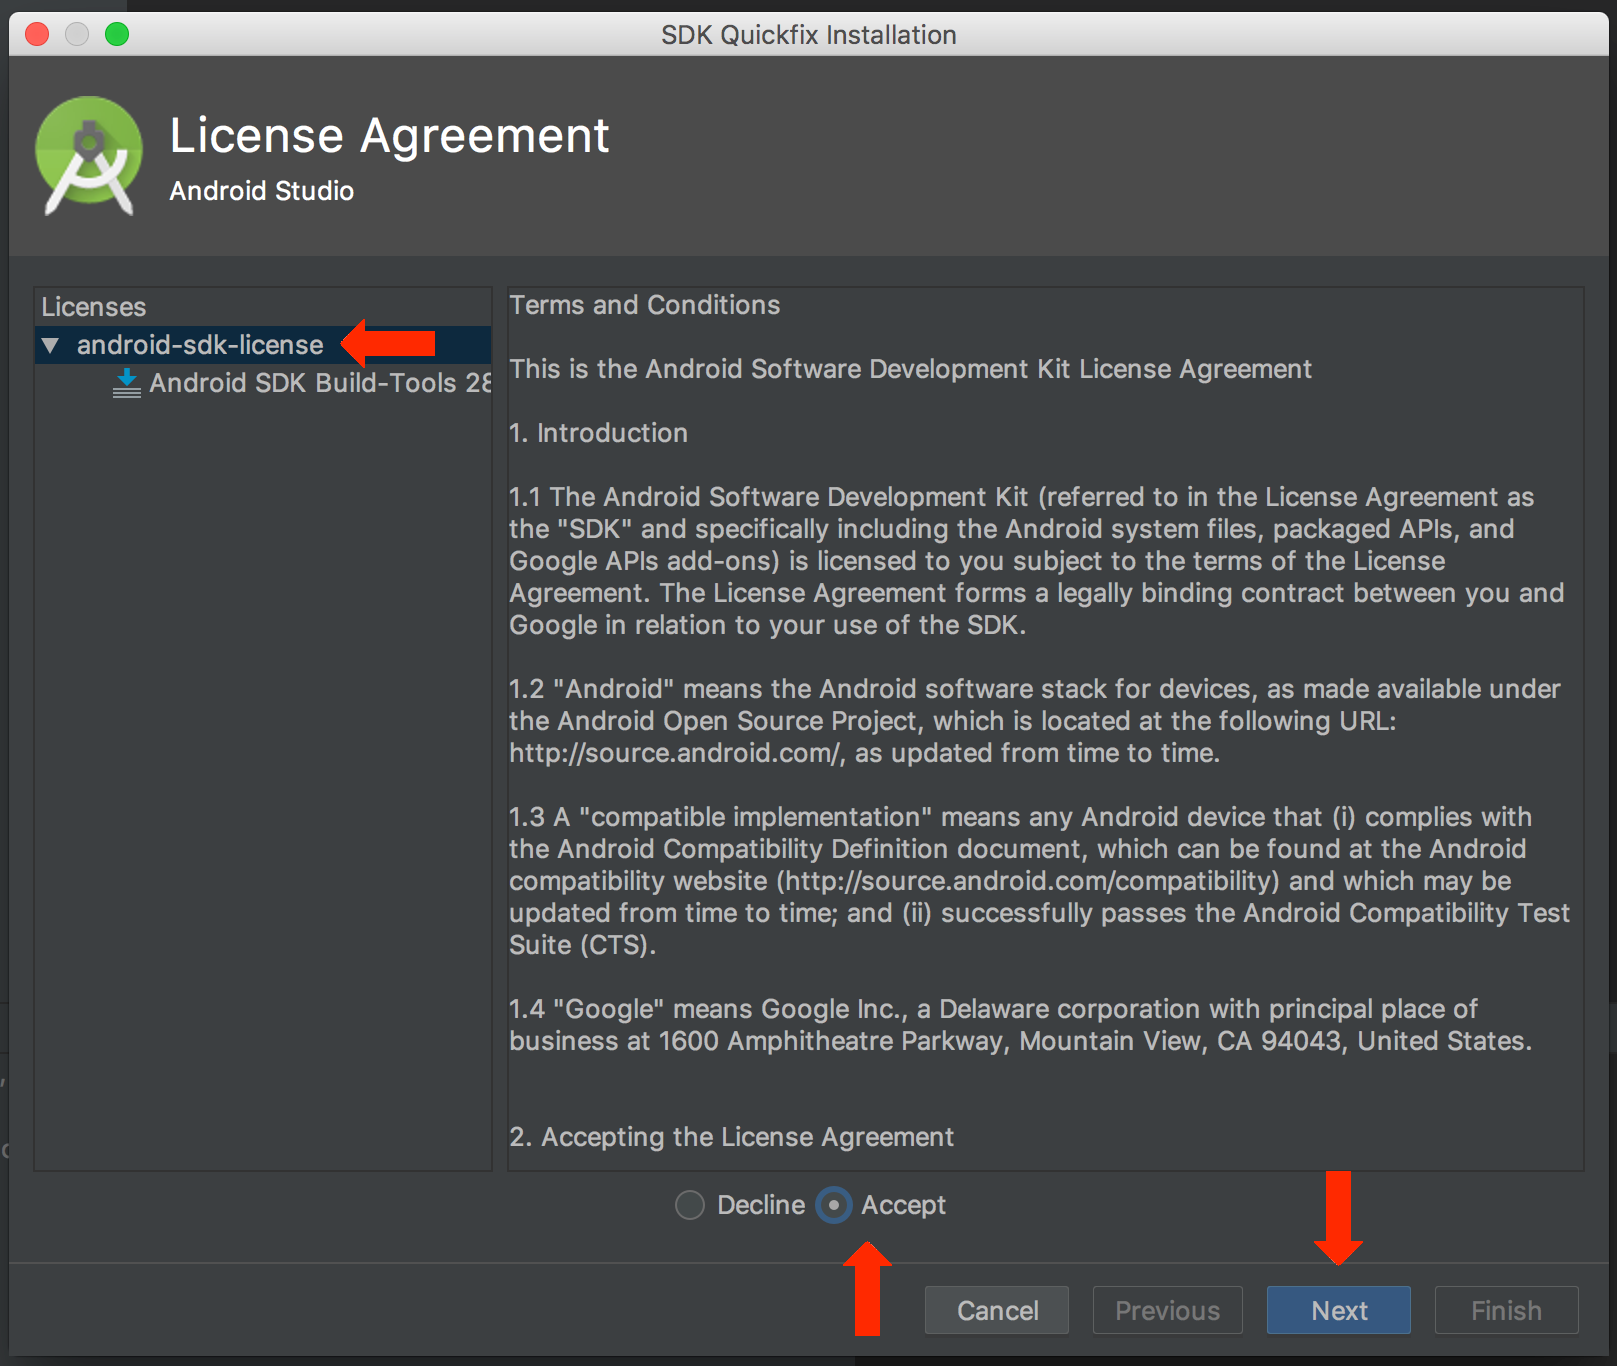 SDK Quickfix Installation
License Agreement
Android Studio
Licenses
android-sdk-license
Android SDK Build-Tools 28
Terms and Conditions
This is the Android Software Development Kit License Agreement
1. Introduction
1.1 The Android Software Development Kit (referred to in the License Agreement as
the "SDK" and specifically including the Android system files, packaged APIs, and
Google APIs add-ons) is licensed to you subject to the terms of the License
Agreement. The License Agreement forms a legally binding contract between you and
Google in relation to your use of the SDK.
1.2 "Android" means the Android software stack for devices, as made available under
the Android Open Source Project, which is located at the following URL:
http://source.android.com/, as updated from time to time.
1.3 A "compatible implementation" means any Android device that (i) complies with
the Android Compatibility Definition document, which can be found at the Android
compatibility website (http://source.android.com/compatibility) and which may be
updated from time to time; and (ii) successfully passes the Android Compatibility Test
Suite (CTS).
1.4 "Google" means Google Inc., a Delaware corporation with principal place of
business at 1600 Amphitheatre Parkway, Mountain View, CA 94043, United States.
2. Accepting the License Agreement
Decline Accept
Cancel Previous Next Finish